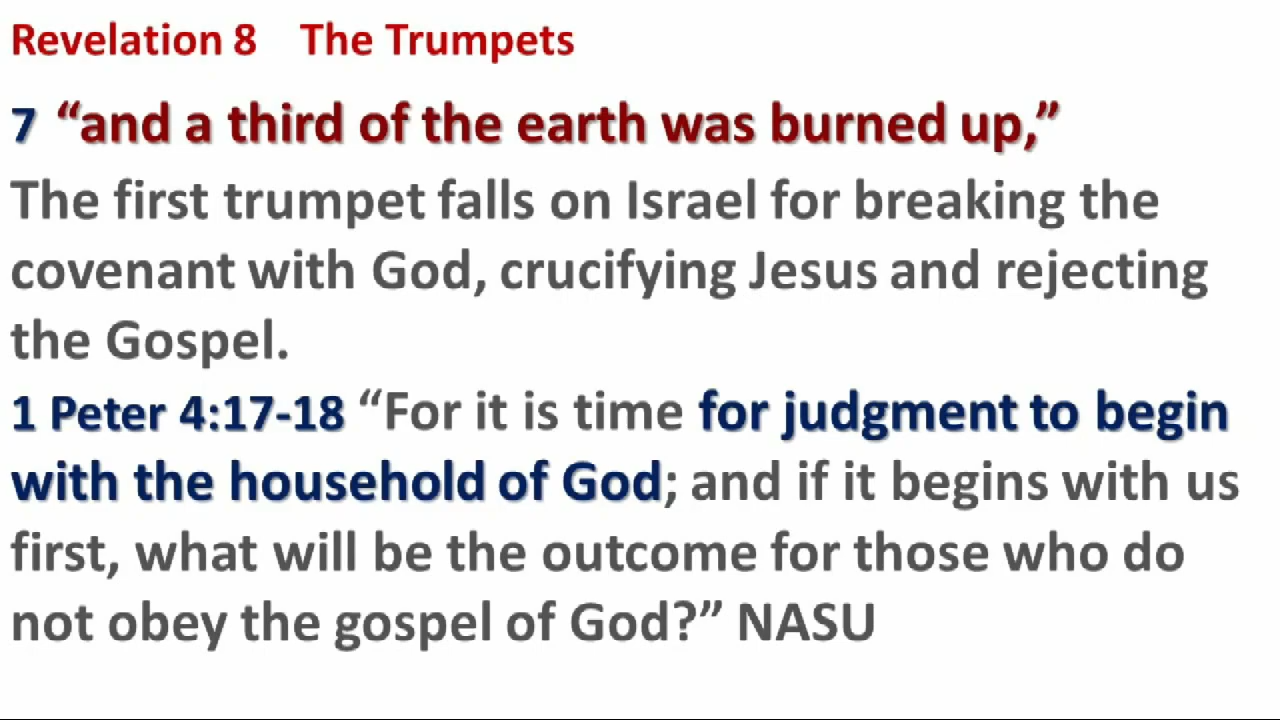 Revelation 8 The Trumpets
7 “and a third of the earth was burned up,”
The first trumpet falls on Israel for breaking the
covenant with God, crucifying Jesus and rejecting
the Gospel.
1 Peter 4:17-18 “For it is time for judgment to begin
with the household of God; and if it begins with us
first, what will be the outcome for those who do
not obey the gospel of God?” NASU